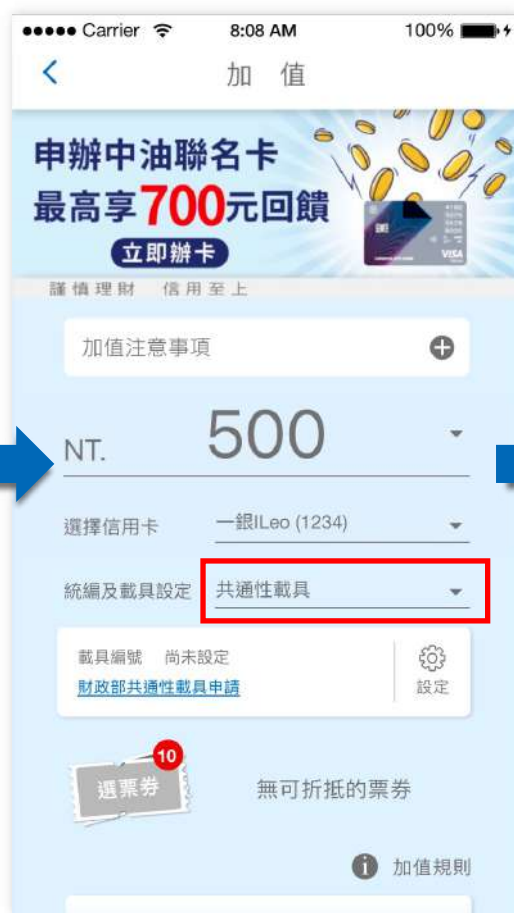 Carrier 8:08 AM 100%
加 值
申辦中油聯名卡
最高享700元回饋
立即辦卡
VISA
謹慎理財 信用至上
加值注意事項
NT. 500
選擇信用卡 一銀ILeo (1234)
統編及載具設定 共通性載具
載具編號 尚未設定
財政部共通性載具申請
設定
10
選票券 無可折抵的票券
加值規則